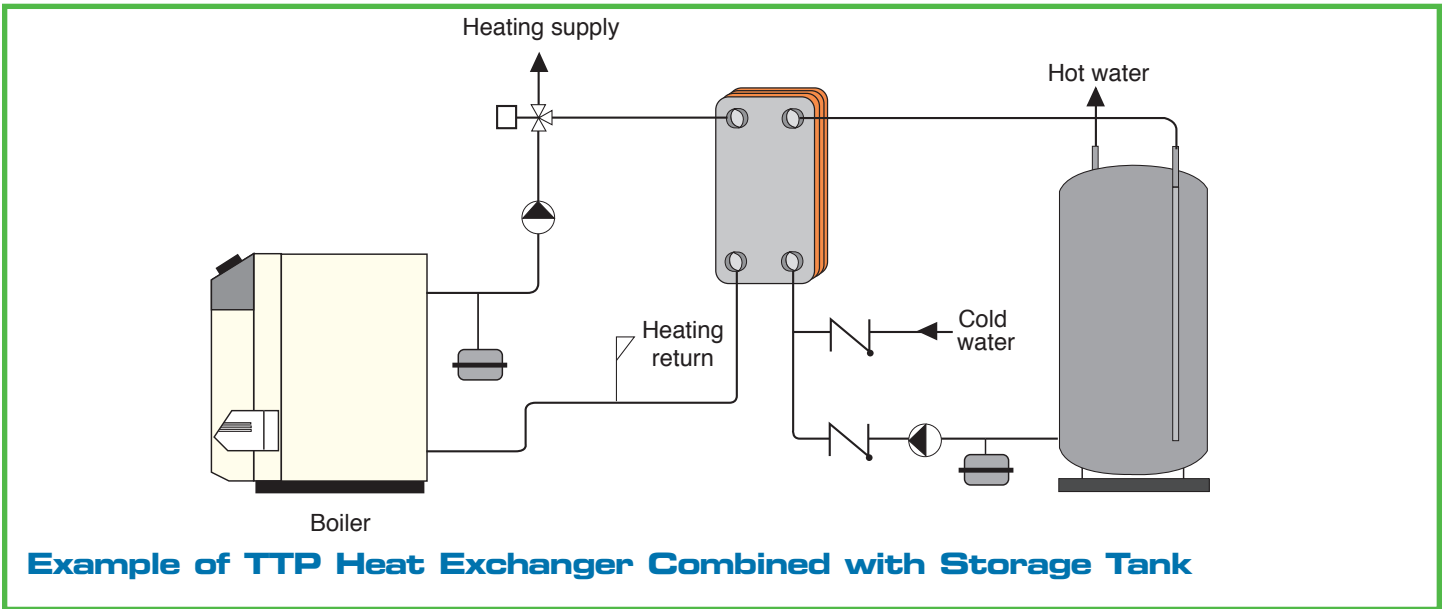 Heating supply
Hot water
Heating
return
Cold
water
Boiler
Example of TTP Heat Exchanger Combined with Storage Tank